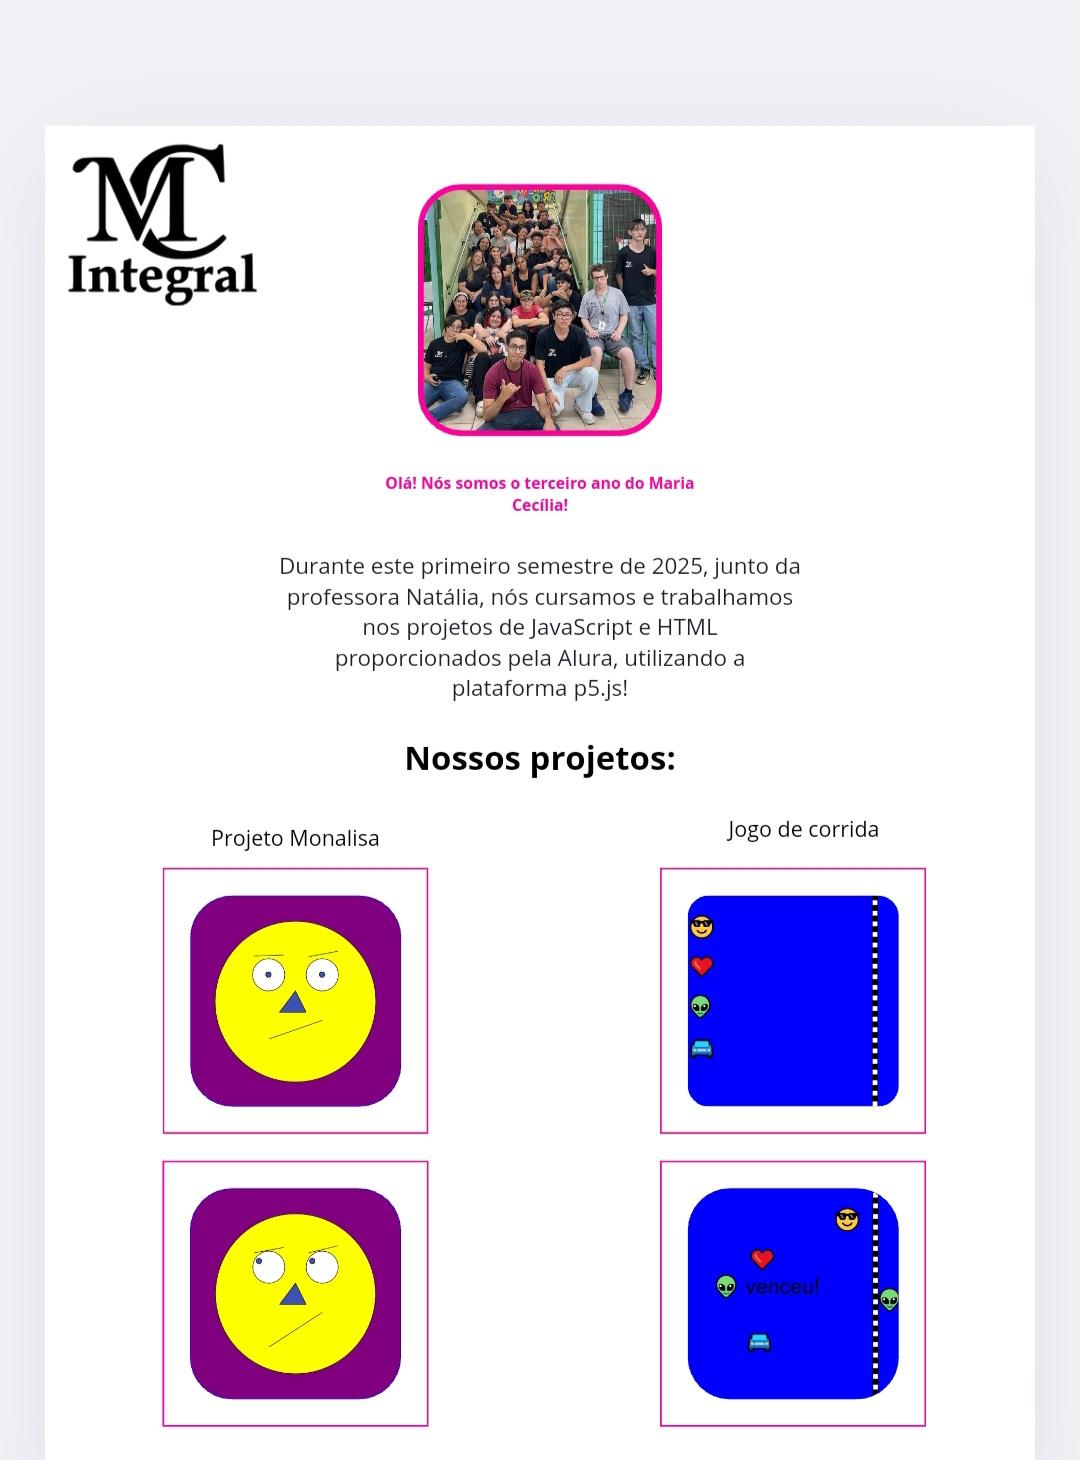 MC
Integral
Olá! Nós somos o terceiro ano do Maria
Cecília!
Durante este primeiro semestre de 2025, junto da
professora Natália, nós cursamos e trabalhamos
nos projetos de JavaScript e HTML
proporcionados pela Alura, utilizando a
plataforma p5.js!
Nossos projetos:
Projeto Monalisa
Jogo de corrida
venceu!